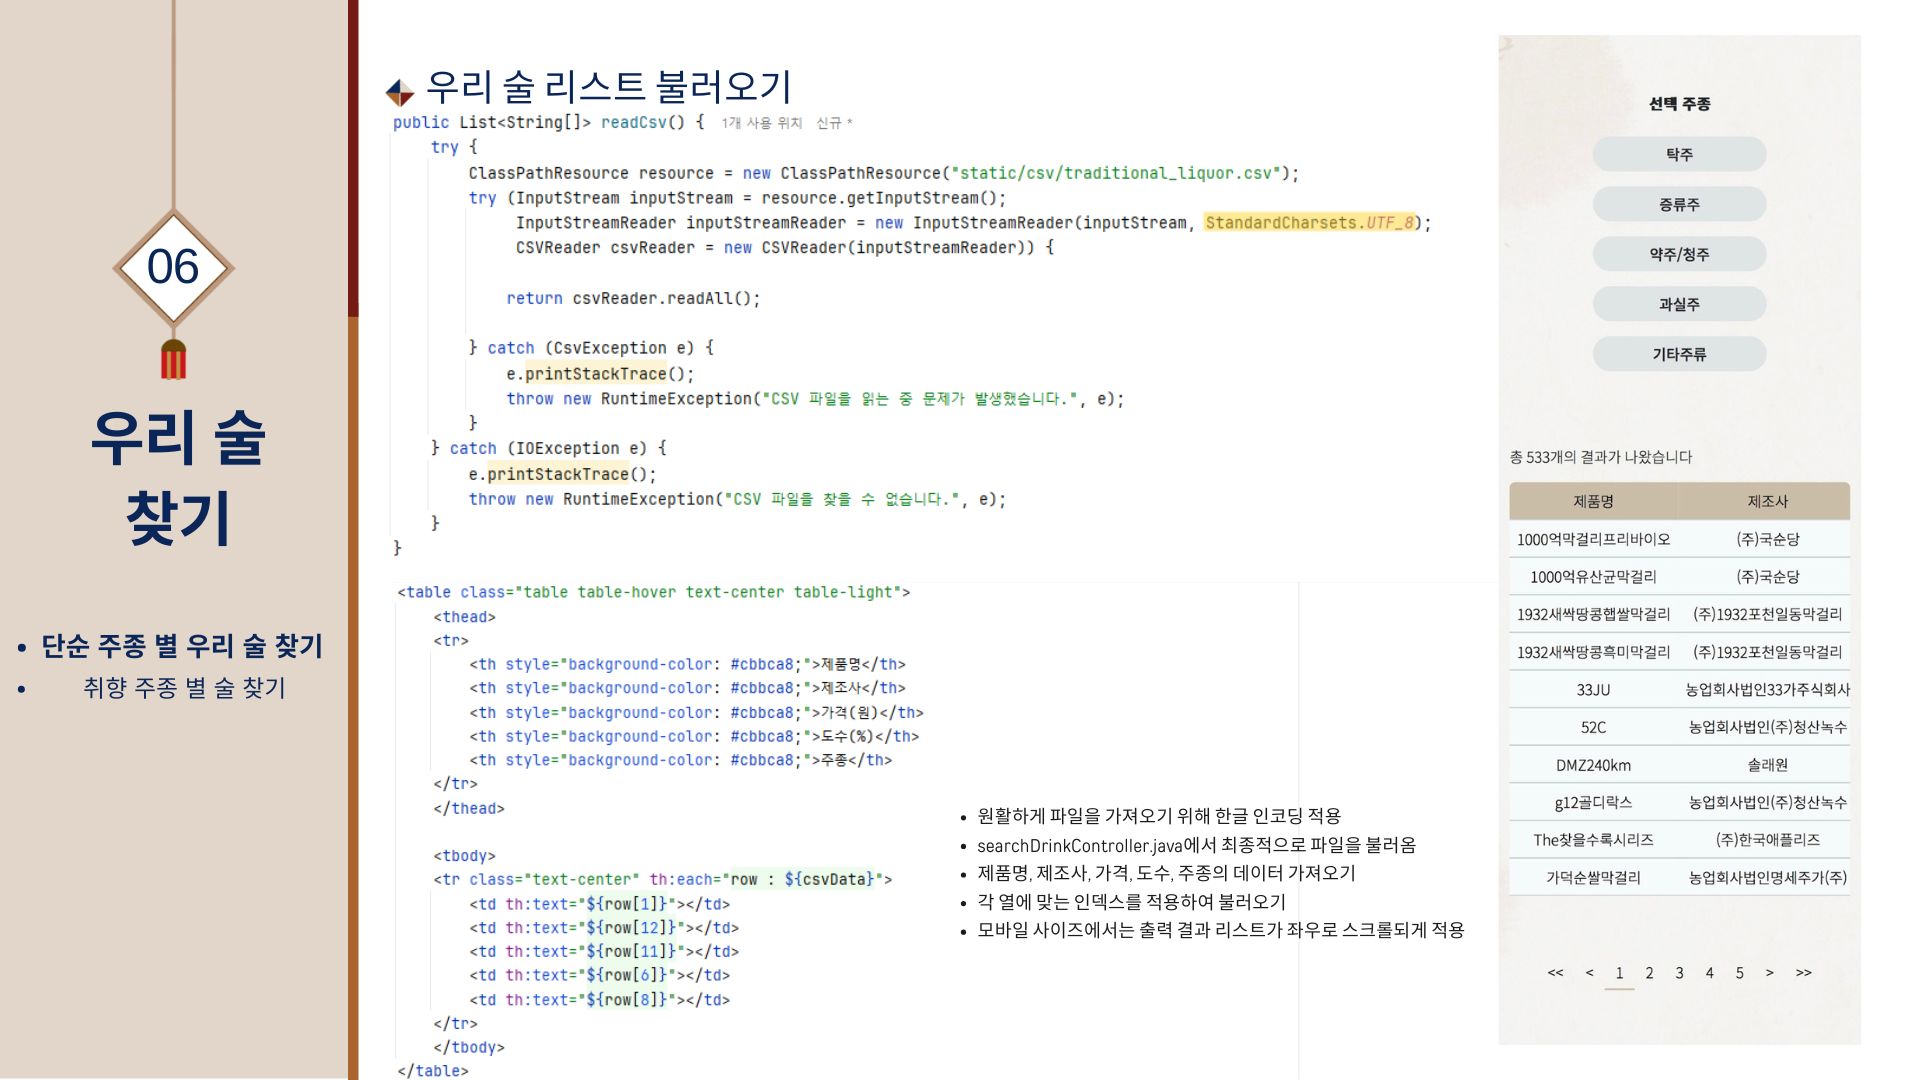 06
우리 술
찾기
• 단순 주종 별 우리 술 찾기
• 취향 주종 별 술 찾기
우리 술 리스트 불러오기
public List<String[]> readCsv() {  1개 사용 위치  신규 *
    try {
        ClassPathResource resource = new ClassPathResource("static/csv/traditional_liquor.csv");
        try (InputStream inputStream = resource.getInputStream();
             InputStreamReader inputStreamReader = new InputStreamReader(inputStream, StandardCharsets.UTF_8);
             CSVReader csvReader = new CSVReader(inputStreamReader)) {
            return csvReader.readAll();
        } catch (CsvException e) {
            e.printStackTrace();
            throw new RuntimeException("CSV 파일을 읽는 중 문제가 발생했습니다.", e);
        }
    } catch (IOException e) {
        e.printStackTrace();
        throw new RuntimeException("CSV 파일을 찾을 수 없습니다.", e);
    }
}
<table class="table table-hover text-center table-light">
    <thead>
    <tr>
        <th style="background-color: #cbbca8;">제품명</th>
        <th style="background-color: #cbbca8;">제조사</th>
        <th style="background-color: #cbbca8;">가격(원)</th>
        <th style="background-color: #cbbca8;">도수(%)</th>
        <th style="background-color: #cbbca8;">주종</th>
    </tr>
    </thead>
    <tbody>
    <tr class="text-center" th:each="row : ${csvData}">
        <td th:text="${row[1]}"></td>
        <td th:text="${row[12]}"></td>
        <td th:text="${row[11]}"></td>
        <td th:text="${row[6]}"></td>
        <td th:text="${row[8]}"></td>
    </tr>
    </tbody>
</table>
• 원활하게 파일을 가져오기 위해 한글 인코딩 적용
• searchDrinkController.java에서 최종적으로 파일을 불러옴
• 제품명, 제조사, 가격, 도수, 주종의 데이터 가져오기
• 각 열에 맞는 인덱스를 적용하여 불러오기
• 모바일 사이즈에서는 출력 결과 리스트가 좌우로 스크롤되게 적용
선택 주종
탁주
증류주
약주/청주
과실주
기타주류
총 533개의 결과가 나왔습니다
제품명 제조사
1000억막걸리프리바이오 (주)국순당
1000억유산균막걸리 (주)국순당
1932새싹땅콩햅쌀막걸리 (주)1932포천일동막걸리
1932새싹땅콩흑미막걸리 (주)1932포천일동막걸리
33JU 농업회사법인33가주식회사
52C 농업회사법인(주)청산녹수
DMZ240km 솔래원
g12골디락스 농업회사법인(주)청산녹수
The찾을수록시리즈 (주)한국애플리즈
가덕순쌀막걸리 농업회사법인명세주가(주)
<< < 1 2 3 4 5 > >>